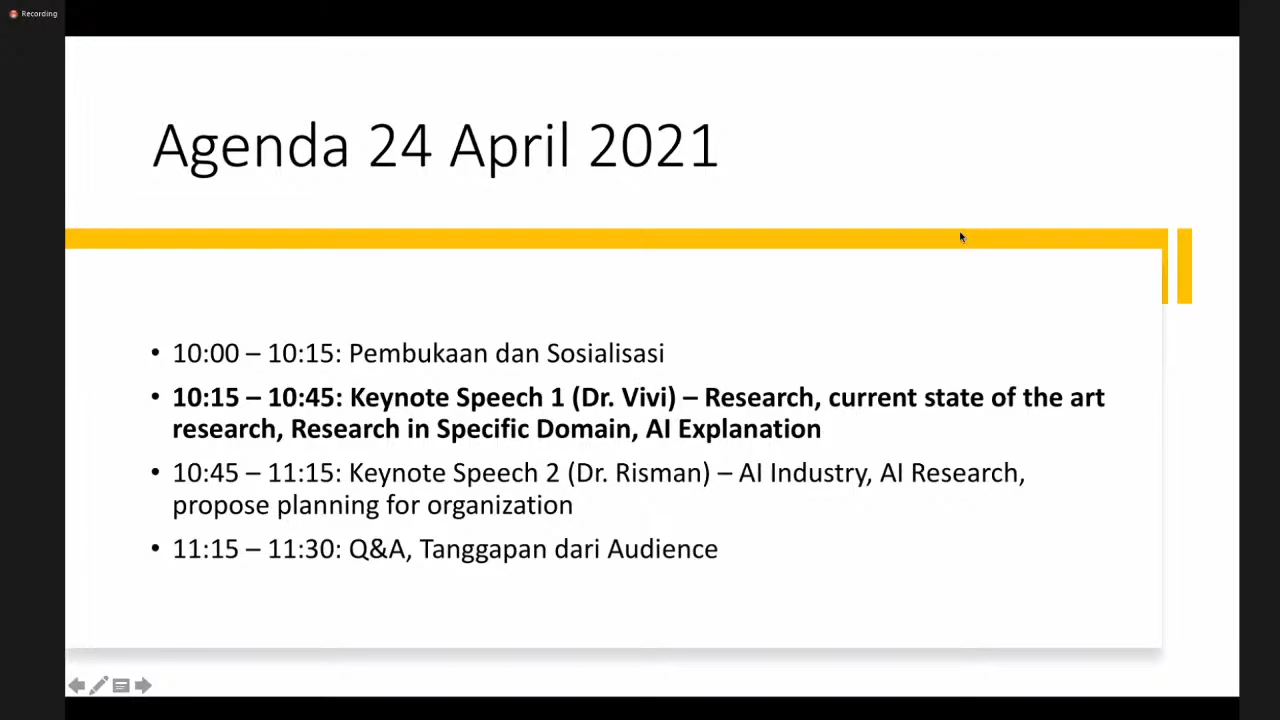 Recording
Agenda 24 April 2021
• 10:00 – 10:15: Pembukaan dan Sosialisasi
• 10:15 – 10:45: Keynote Speech 1 (Dr. Vivi) – Research, current state of the art
research, Research in Specific Domain, AI Explanation
• 10:45 – 11:15: Keynote Speech 2 (Dr. Risman) – AI Industry, AI Research,
propose planning for organization
• 11:15 – 11:30: Q&A, Tanggapan dari Audience